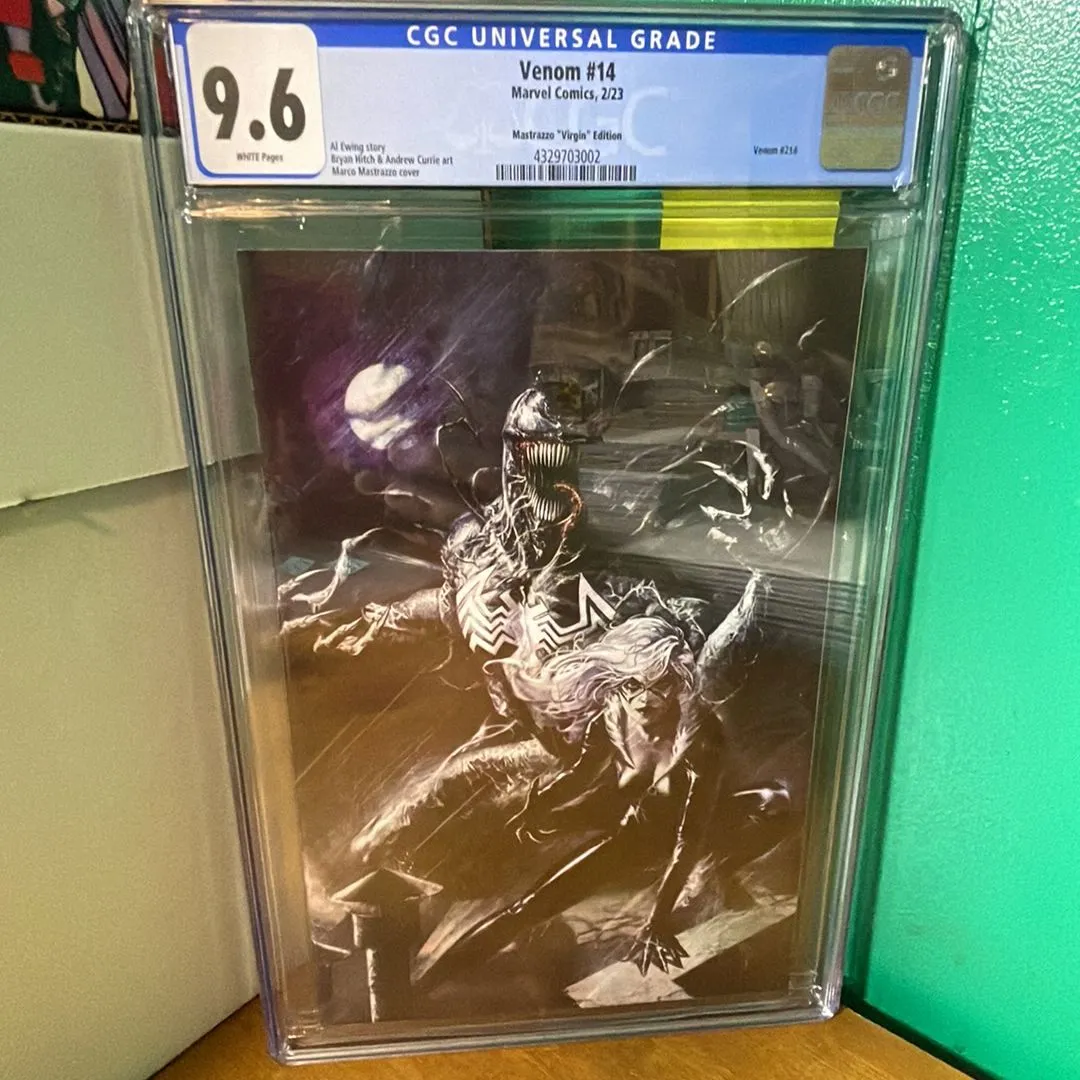 CGC UNIVERSAL GRADE
9.6
WHITE Pages
Venom #14
Marvel Comics, 2/23
Mastrazzo "Virgin" Edition
Al Ewing story
Bryan Hitch & Andrew Currie art
Marco Mastrazzo cover
4329703002
Venom #214
CGC